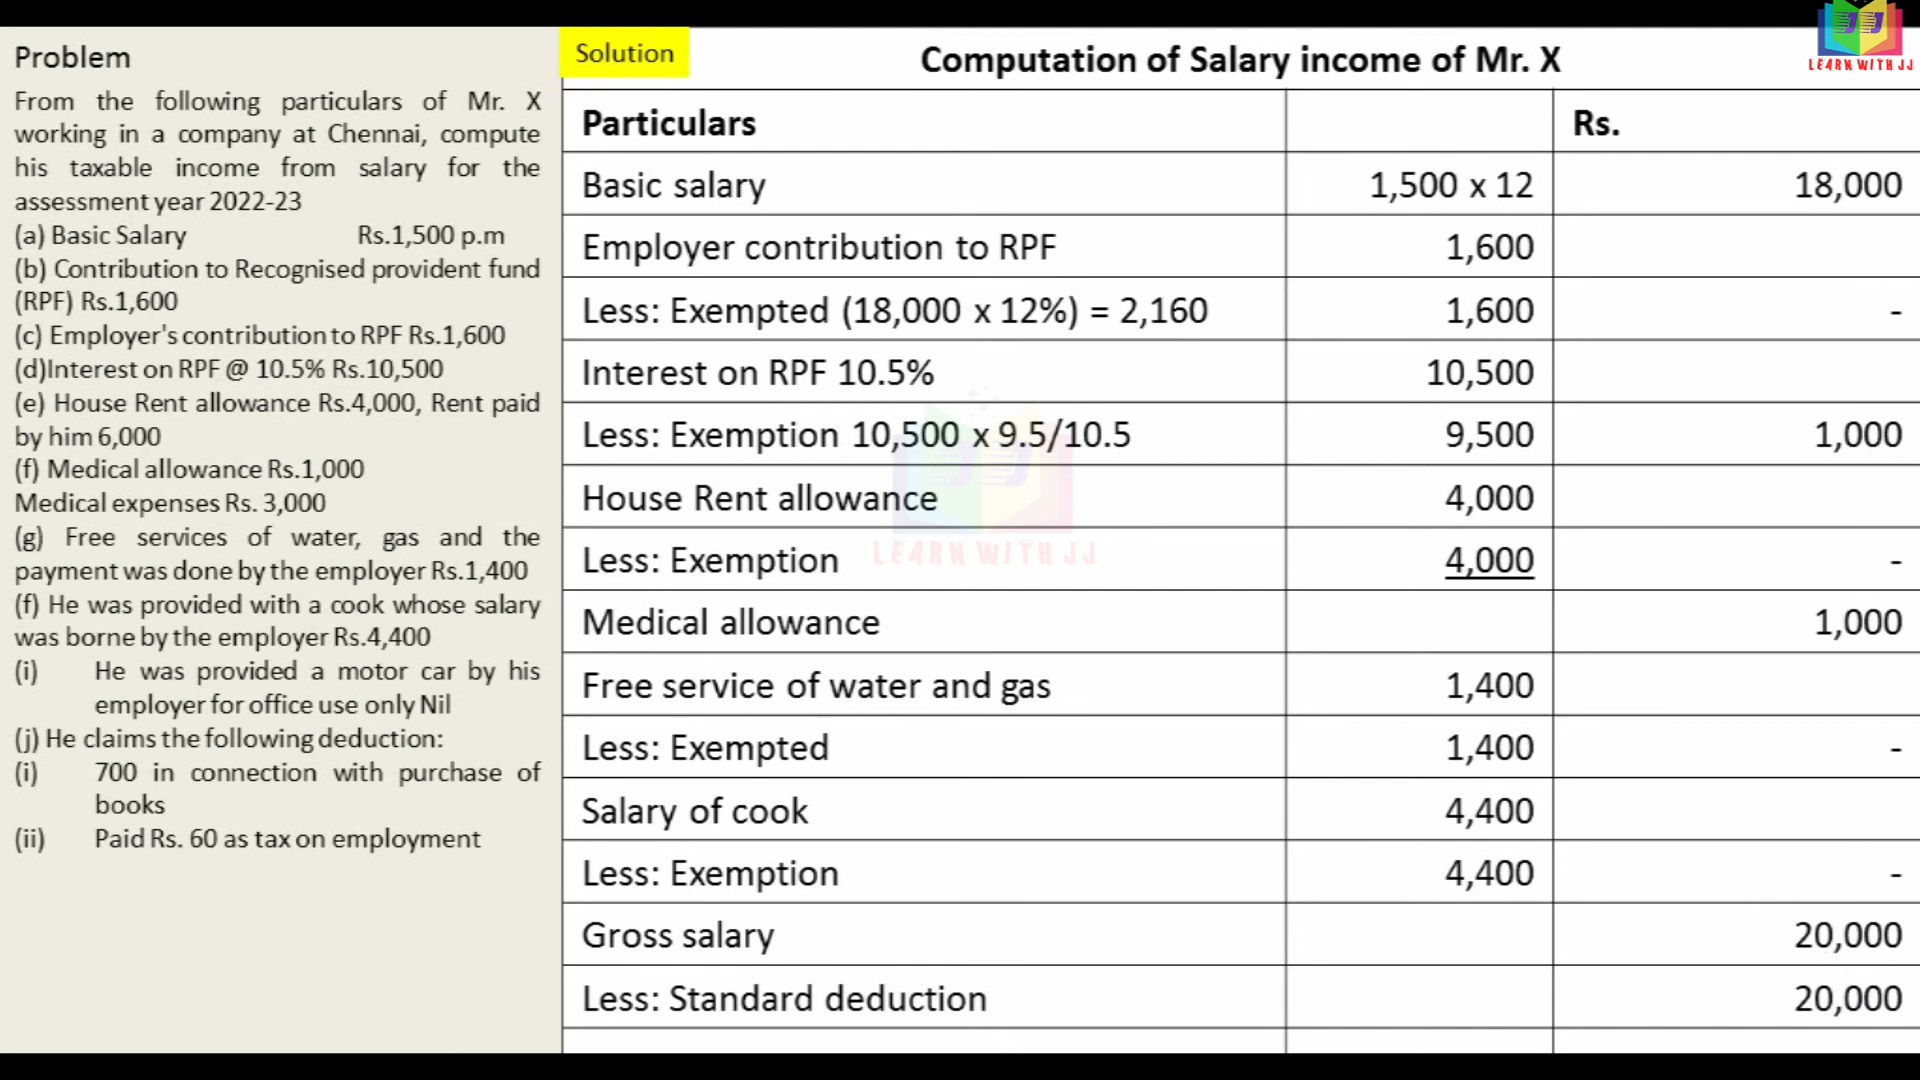 Problem
From the following particulars of Mr. X
working in a company at Chennai, compute
his taxable income from salary for the
assessment year 2022-23
(a) Basic Salary Rs.1,500 p.m
(b) Contribution to Recognised provident fund
(RPF) Rs.1,600
(c) Employer's contribution to RPF Rs.1,600
(d)Interest on RPF @ 10.5% Rs.10,500
(e) House Rent allowance Rs.4,000, Rent paid
by him 6,000
(f) Medical allowance Rs.1,000
Medical expenses Rs. 3,000
(g) Free services of water, gas and the
payment was done by the employer Rs.1,400
(f) He was provided with a cook whose salary
was borne by the employer Rs.4,400
(i) He was provided a motor car by his
employer for office use only Nil
(j) He claims the following deduction:
(i) 700 in connection with purchase of
books
(ii) Paid Rs. 60 as tax on employment
Solution
Computation of Salary income of Mr. X
Particulars Rs.
Basic salary 1,500 x 12 18,000
Employer contribution to RPF 1,600
Less: Exempted (18,000 x 12%) = 2,160 1,600 -
Interest on RPF 10.5% 10,500
Less: Exemption 10,500 x 9.5/10.5 9,500 1,000
House Rent allowance 4,000
Less: Exemption 4,000 -
Medical allowance 1,000
Free service of water and gas 1,400
Less: Exempted 1,400 -
Salary of cook 4,400
Less: Exemption 4,400 -
Gross salary 20,000
Less: Standard deduction 20,000
JJ
LEARN WITH JJ
JJ
LEARN WITH JJ